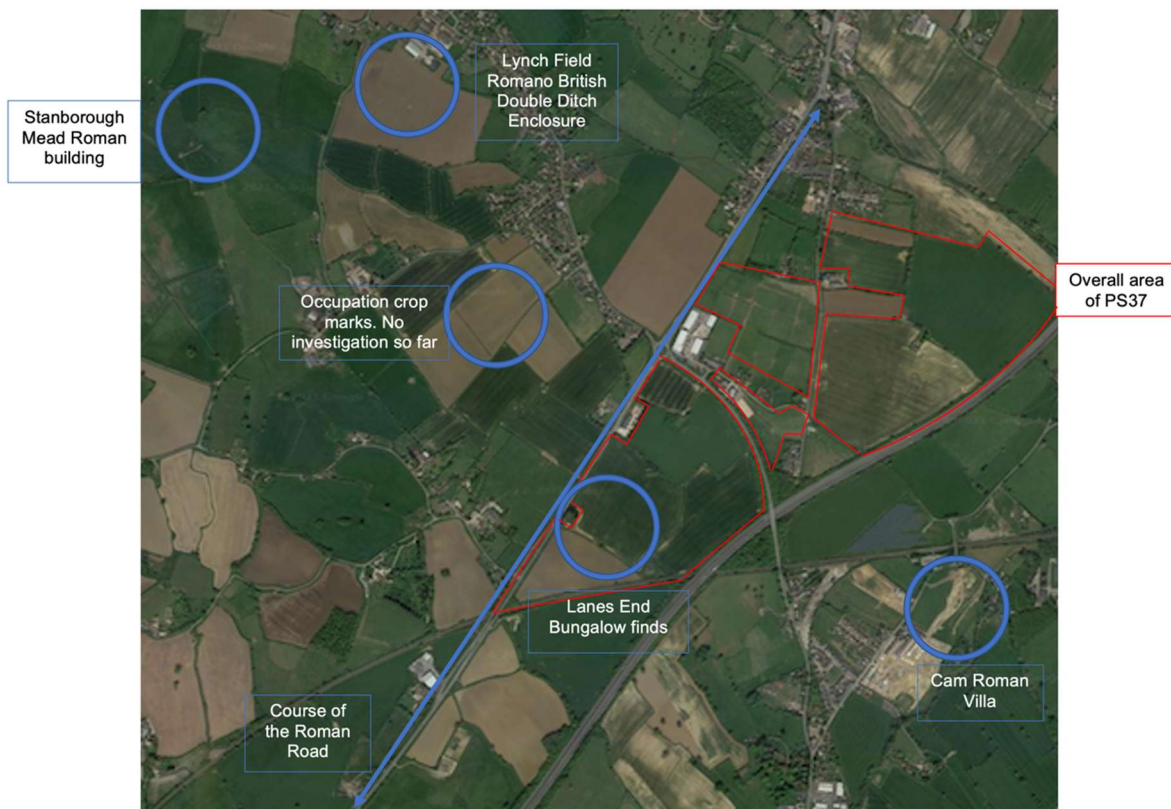 Lynch Field
Romano British
Double Ditch
Enclosure
Stanborough
Mead Roman
building
Overall area
of PS37
Occupation crop
marks. No
investigation so far
Lanes End
Bungalow finds
Cam Roman
Villa
Course of
the Roman
Road